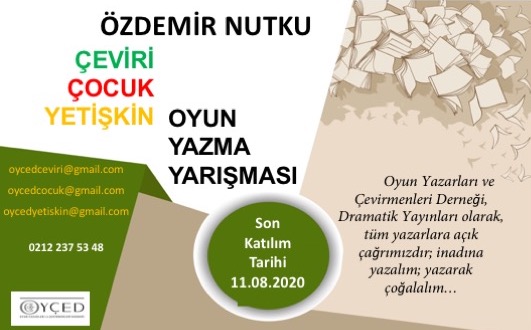 ÖZDEMİR NUTKU
ÇEVİRİ
ÇOCUK
YETİŞKİN
OYUN
YAZMA
YARIŞMASI
oycedceviri@gmail.com
oycedcocuk@gmail.com
oycedyetiskin@gmail.com
0212 237 53 48
Son
Katılım
Tarihi
11.08.2020
Oyun Yazarları ve
Çevirmenleri Derneği,
Dramatik Yayınları olarak,
tüm yazarlara açık
çağrımızdır; inadına
yazalım; yazarak
çoğalalım…
OYÇED